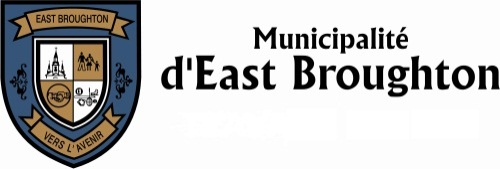 EAST BROUGHTON
VERS L'AVENIR
Municipalité
d'East Broughton